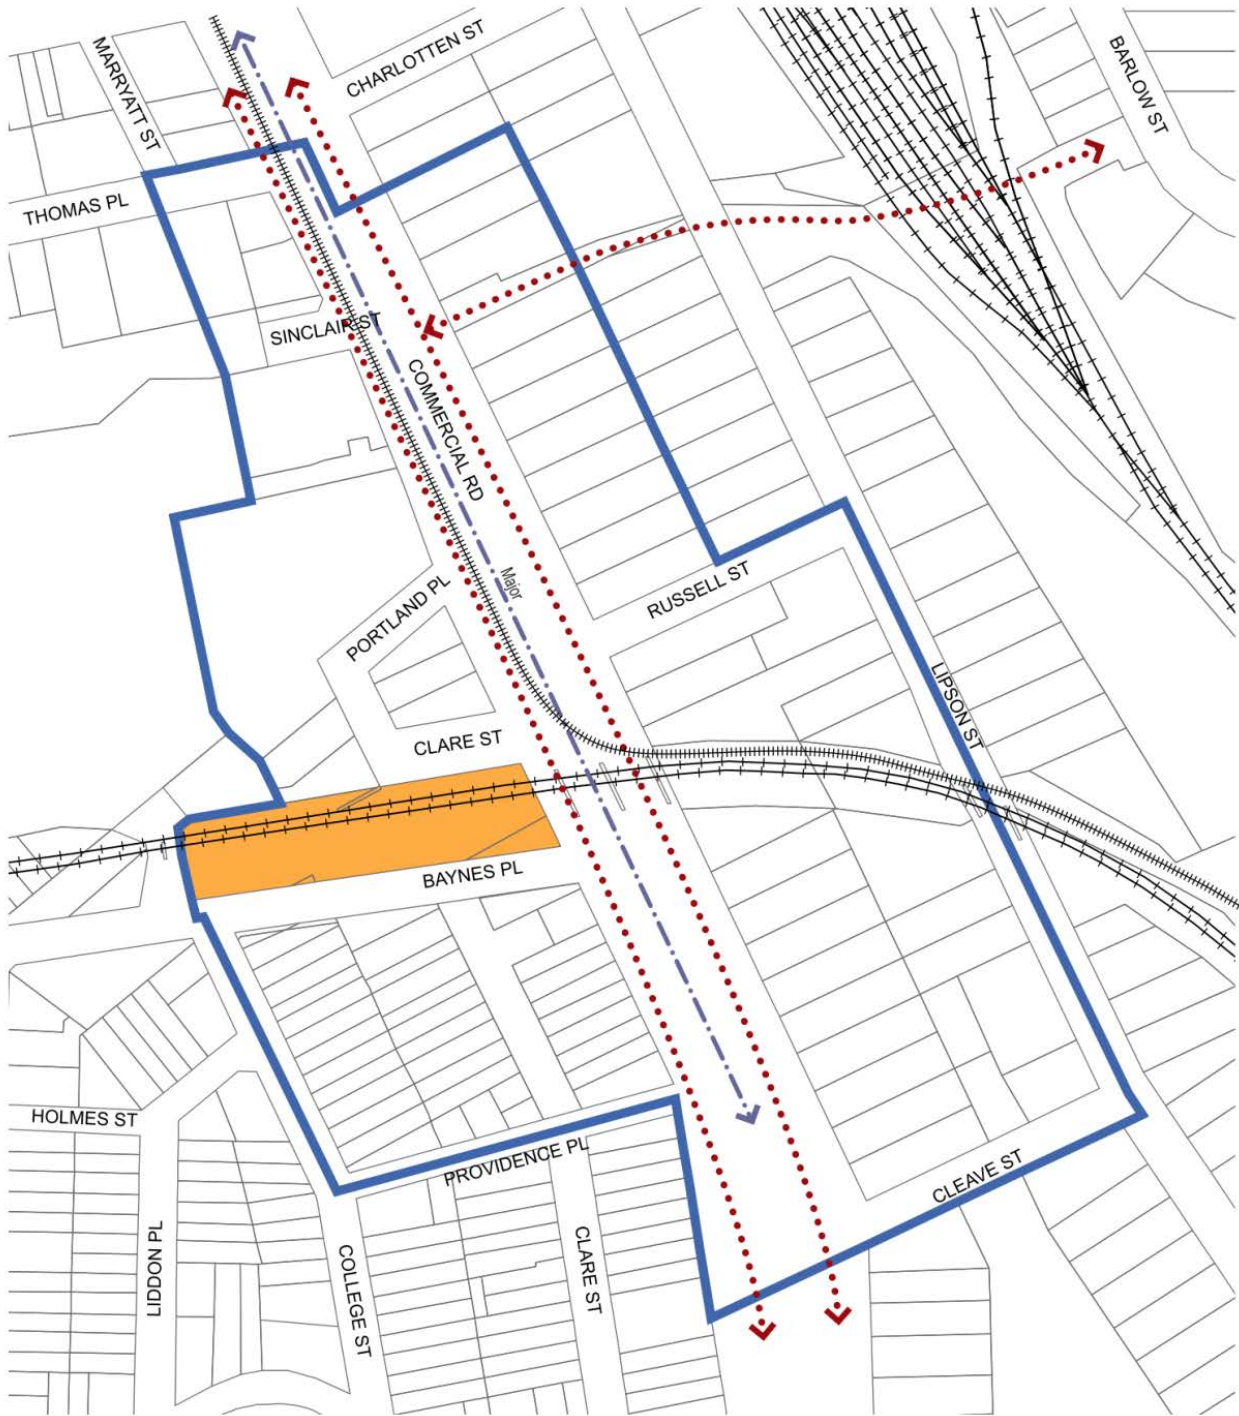 MARRYATT ST
CHARLOTTEN ST
BARLOW ST
THOMAS PL
SINCLAIR ST
COMMERCIAL RD
Major
PORTLAND PL
RUSSELL ST
LIPSON ST
CLARE ST
BAYNES PL
HOLMES ST
PROVIDENCE PL
CLEAVE ST
LIDDON PL
COLLEGE ST
CLARE ST